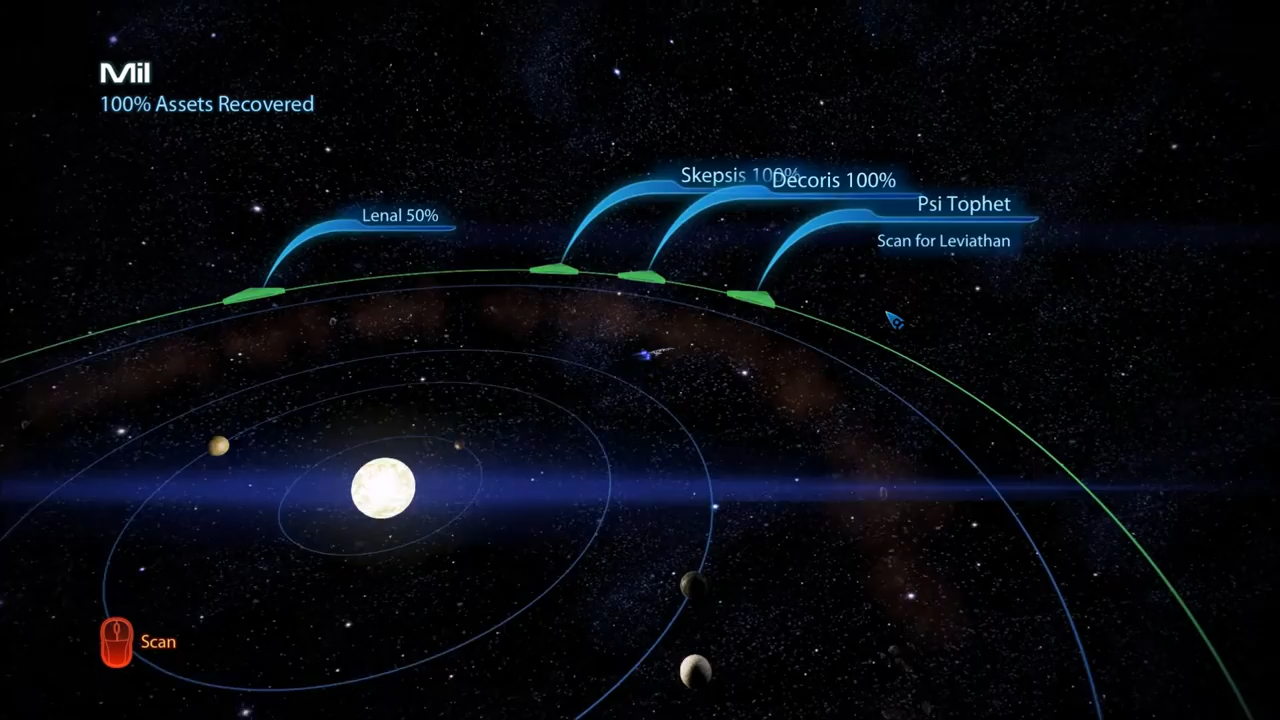 Mil
100% Assets Recovered
Skepsis 100%
Decoris 100%
Psi Tophet
Lenal 50%
Scan for Leviathan
Scan